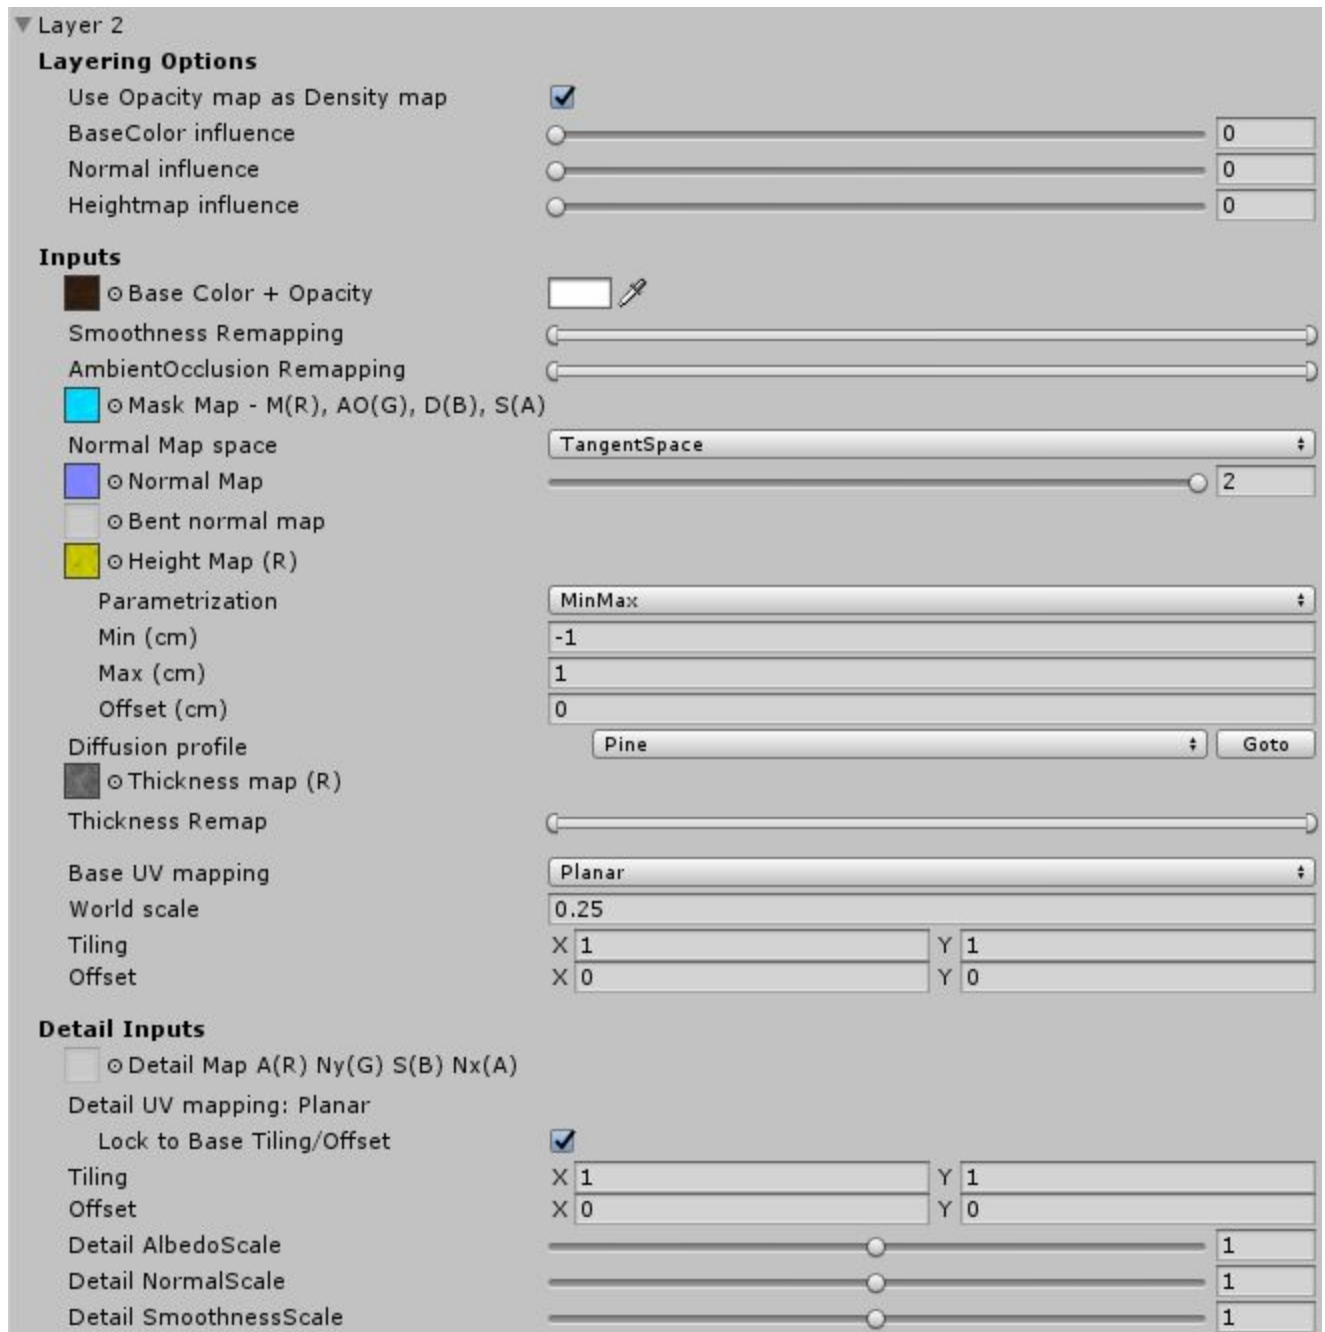 Layer 2
Layering Options
Use Opacity map as Density map
BaseColor influence 0
Normal influence 0
Heightmap influence 0
Inputs
Base Color + Opacity
Smoothness Remapping
AmbientOcclusion Remapping
Mask Map - M(R), AO(G), D(B), S(A)
Normal Map space TangentSpace
Normal Map 2
Bent normal map
Height Map (R)
Parametrization MinMax
Min (cm) -1
Max (cm) 1
Offset (cm) 0
Diffusion profile Pine Goto
Thickness map (R)
Thickness Remap
Base UV mapping Planar
World scale 0.25
Tiling X 1 Y 1
Offset X 0 Y 0
Detail Inputs
Detail Map A(R) Ny(G) S(B) Nx(A)
Detail UV mapping: Planar
Lock to Base Tiling/Offset
Tiling X 1 Y 1
Offset X 0 Y 0
Detail AlbedoScale 1
Detail NormalScale 1
Detail SmoothnessScale 1